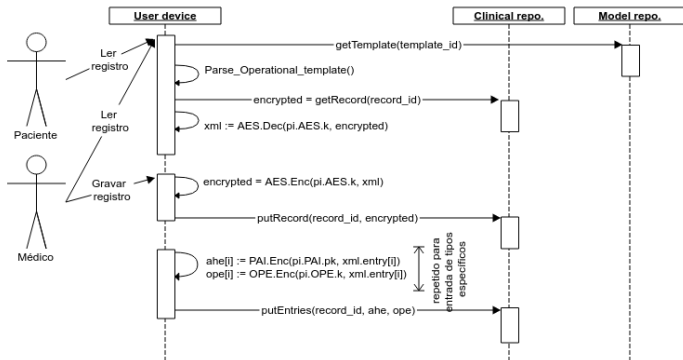 User device
Clinical repo.
Model repo.
getTemplate(template_id)
Ler
registro
Parse_Operational_template()
encrypted = getRecord(record_id)
Ler
registro
xml := AES.Dec(pi.AES.k, encrypted)
Paciente
Gravar
registro
encrypted = AES.Enc(pi.AES.k, xml)
putRecord(record_id, encrypted)
Médico
ahe[i] := PAI.Enc(pi.PAI.pk, xml.entry[i])
ope[i] := OPE.Enc(pi.OPE.k, xml.entry[i])
repetido para
entrada de tipos
específicos
putEntries(record_id, ahe, ope)